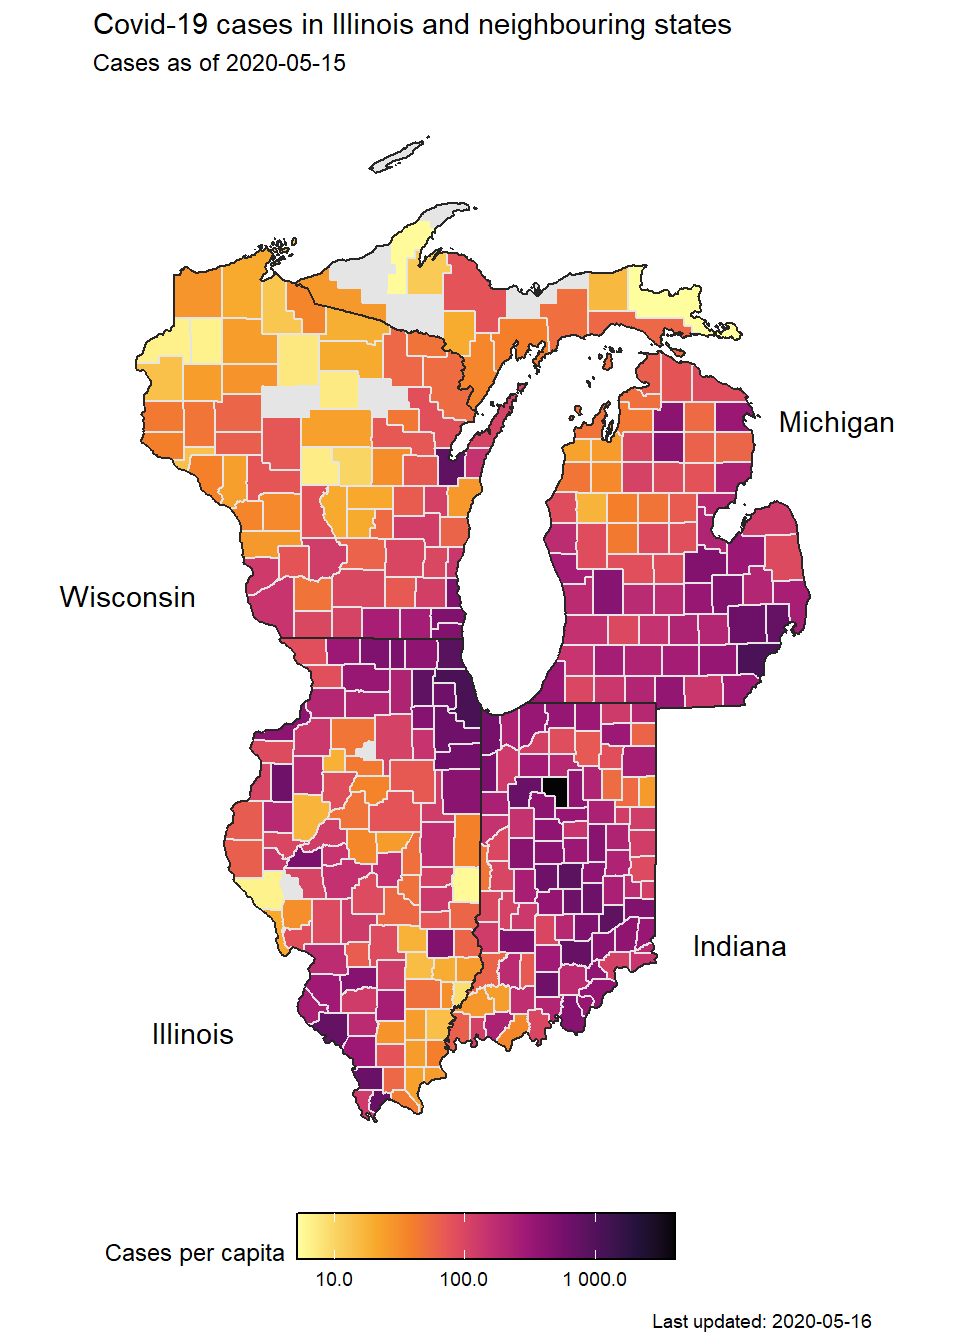 Covid-19 cases in Illinois and neighbouring states
Cases as of 2020-05-15
Michigan
Wisconsin
Indiana
Illinois
Cases per capita
10.0 100.0 1 000.0
Last updated: 2020-05-16